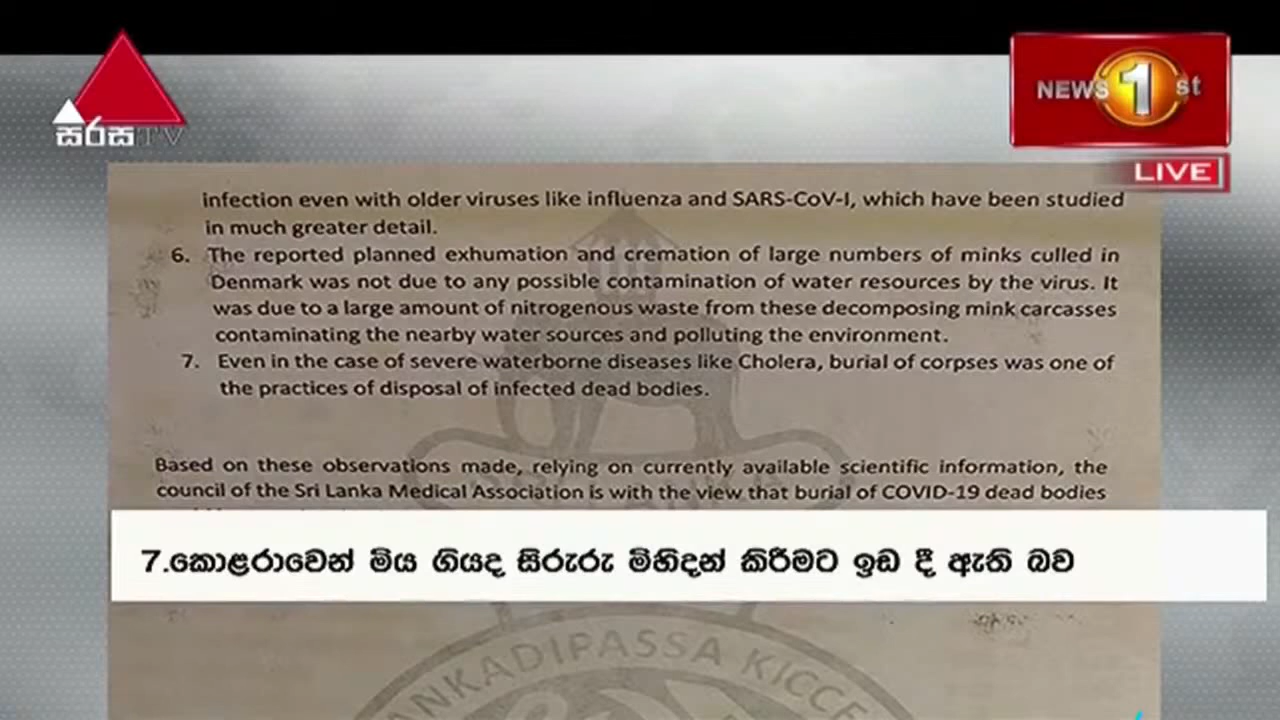 සිරස TV
NEWS 1st
LIVE
infection even with older viruses like influenza and SARS-CoV-I, which have been studied
in much greater detail.
6. The reported planned exhumation and cremation of large numbers of minks culled in
Denmark was not due to any possible contamination of water resources by the virus. It
was due to a large amount of nitrogenous waste from these decomposing mink carcasses
contaminating the nearby water sources and polluting the environment.
7. Even in the case of severe waterborne diseases like Cholera, burial of corpses was one of
the practices of disposal of infected dead bodies.
Based on these observations made, relying on currently available scientific information, the
council of the Sri Lanka Medical Association is with the view that burial of COVID-19 dead bodies
7.කොළරාවෙන් මිය ගියද සිරුරු මිහිදන් කිරීමට ඉඩ දී ඇති බව
ANKADIPASSA KICCE